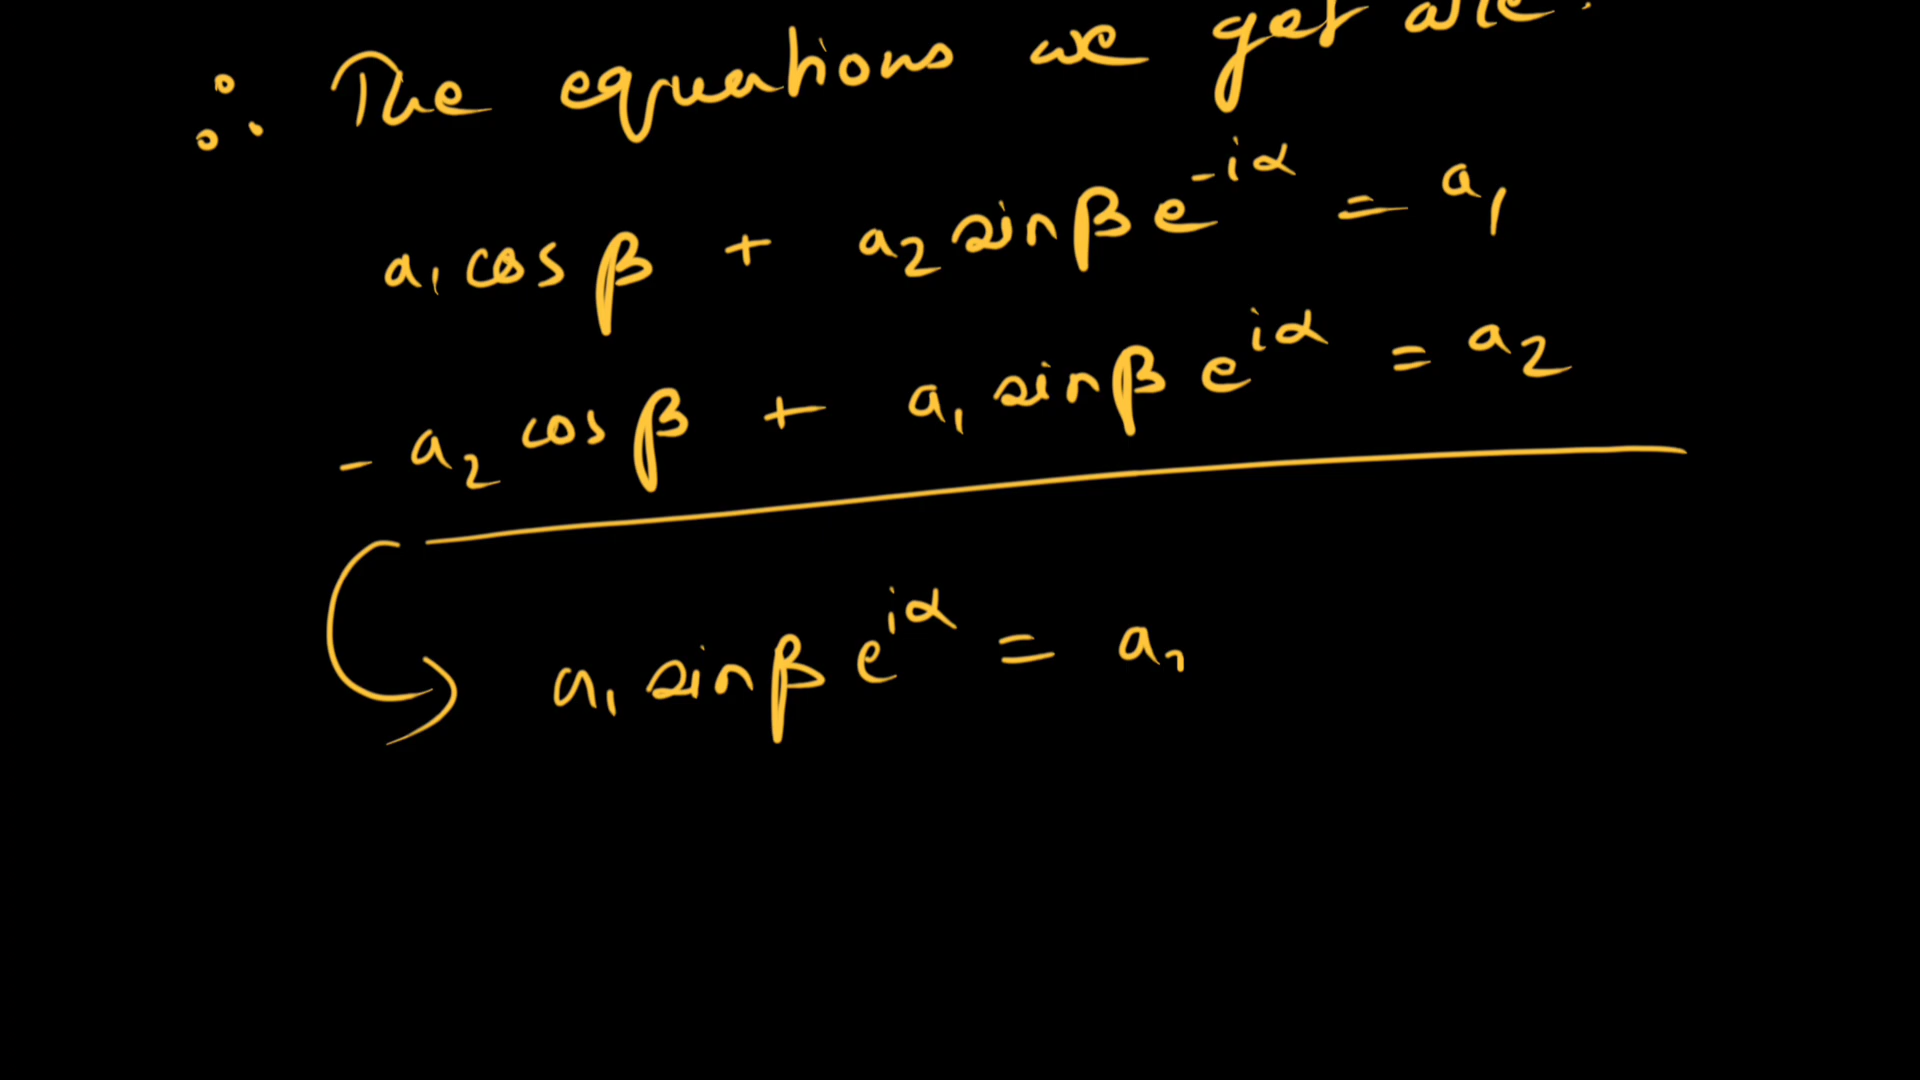 ∴ The equations we get are:
a₁ cos β + a₂ sin β e^{-iα} = a₁
- a₂ cos β + a₁ sin β e^{iα} = a₂
a₁ sin β e^{iα} = a₂